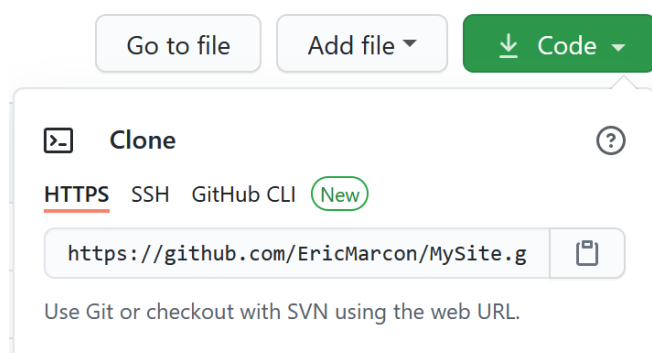 Go to file Add file Code
Clone
HTTPS SSH GitHub CLI New
https://github.com/EricMarcon/MySite.g
Use Git or checkout with SVN using the web URL.